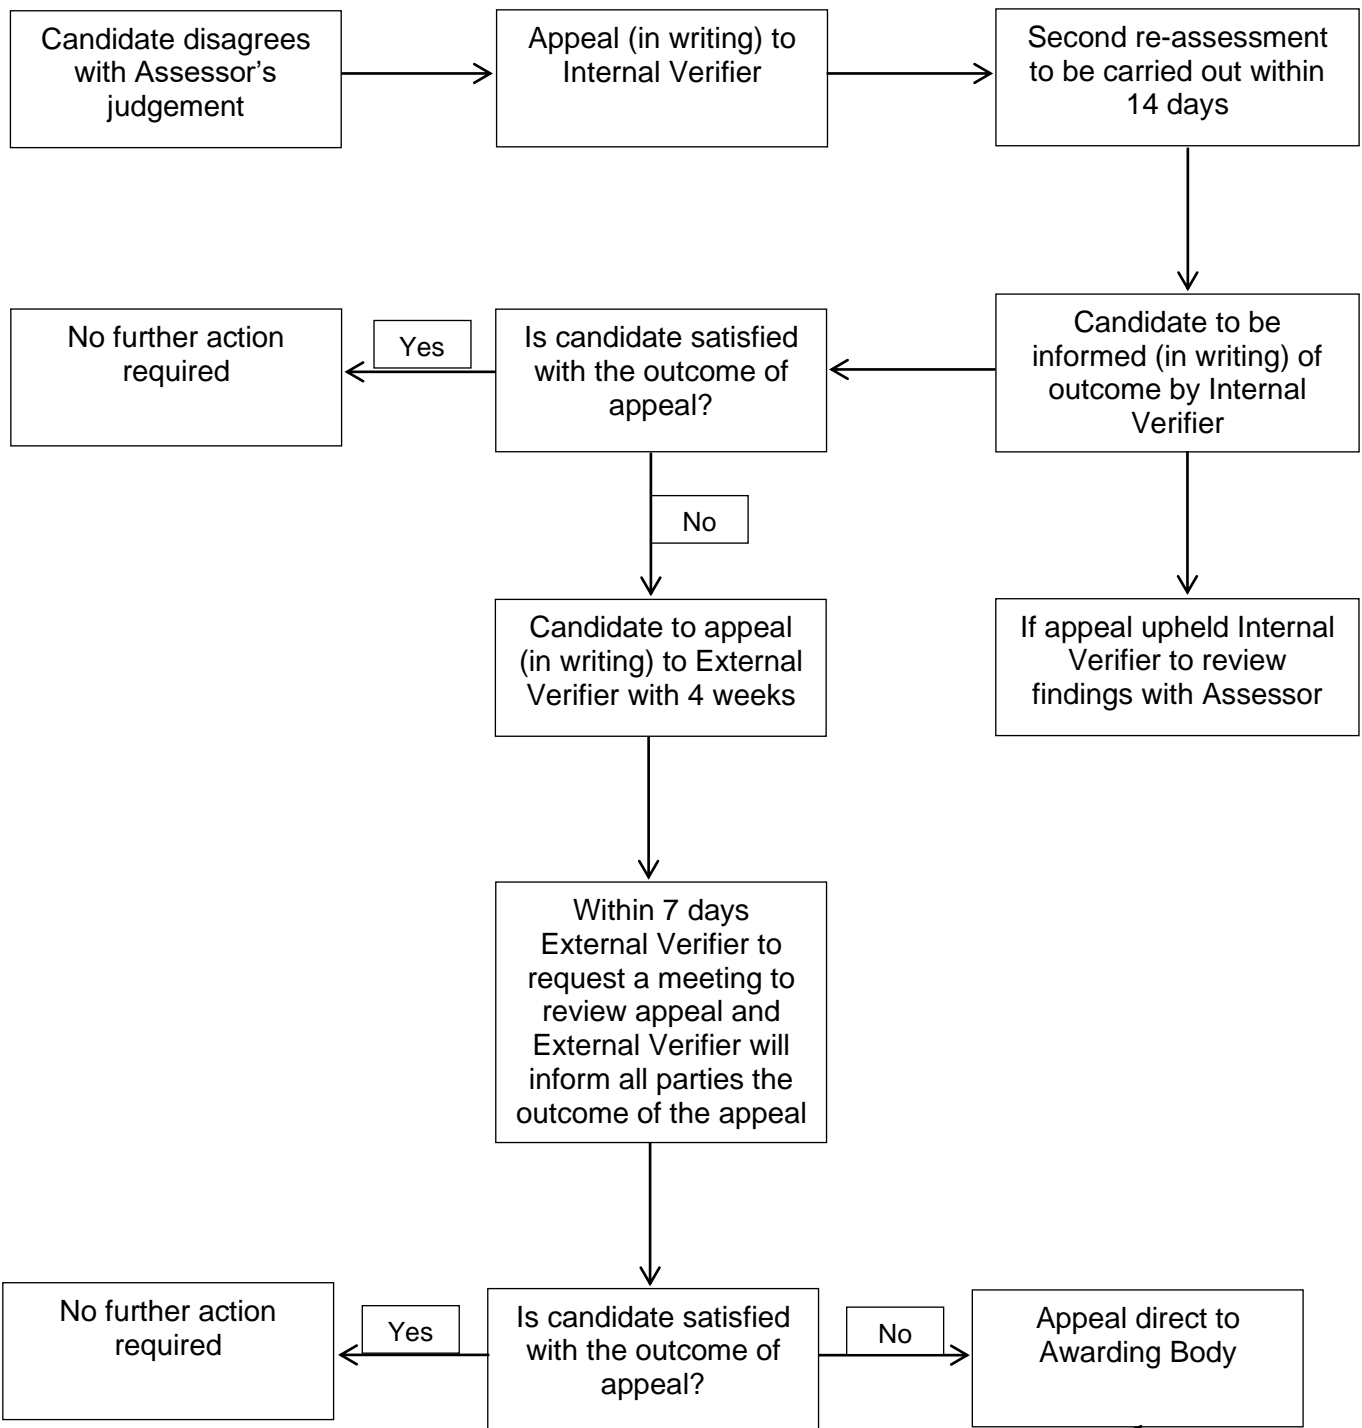 Candidate disagrees
with Assessor’s
judgement
Appeal (in writing) to
Internal Verifier
Second re-assessment
to be carried out within
14 days
No further action
required
Yes
Is candidate satisfied
with the outcome of
appeal?
Candidate to be
informed (in writing) of
outcome by Internal
Verifier
No
Candidate to appeal
(in writing) to External
Verifier with 4 weeks
If appeal upheld Internal
Verifier to review
findings with Assessor
Within 7 days
External Verifier to
request a meeting to
review appeal and
External Verifier will
inform all parties the
outcome of the appeal
No further action
required
Yes
Is candidate satisfied
with the outcome of
appeal?
No
Appeal direct to
Awarding Body